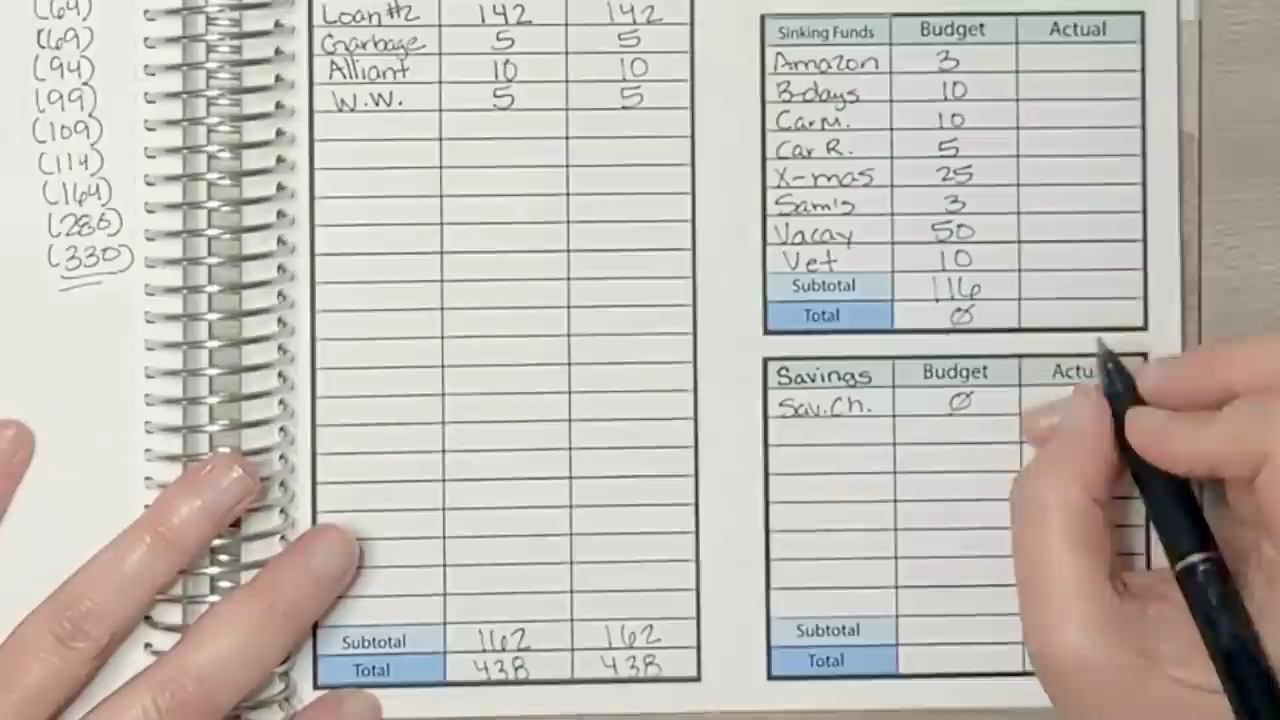 (64)
(69)
(94)
(99)
(109)
(114)
(164)
(286)
(330)
Loan #2 142 142
Garbage 5 5
Alliant 10 10
W.W. 5 5
Subtotal 162 162
Total 438 438
Sinking Funds Budget Actual
Amazon 3
B-days 10
Car M. 10
Car R. 5
X-mas 25
Sam's 3
Vacay 50
Vet 10
Subtotal 116
Total Ø
Savings Budget Actu
Sav. Ch. Ø
Subtotal
Total